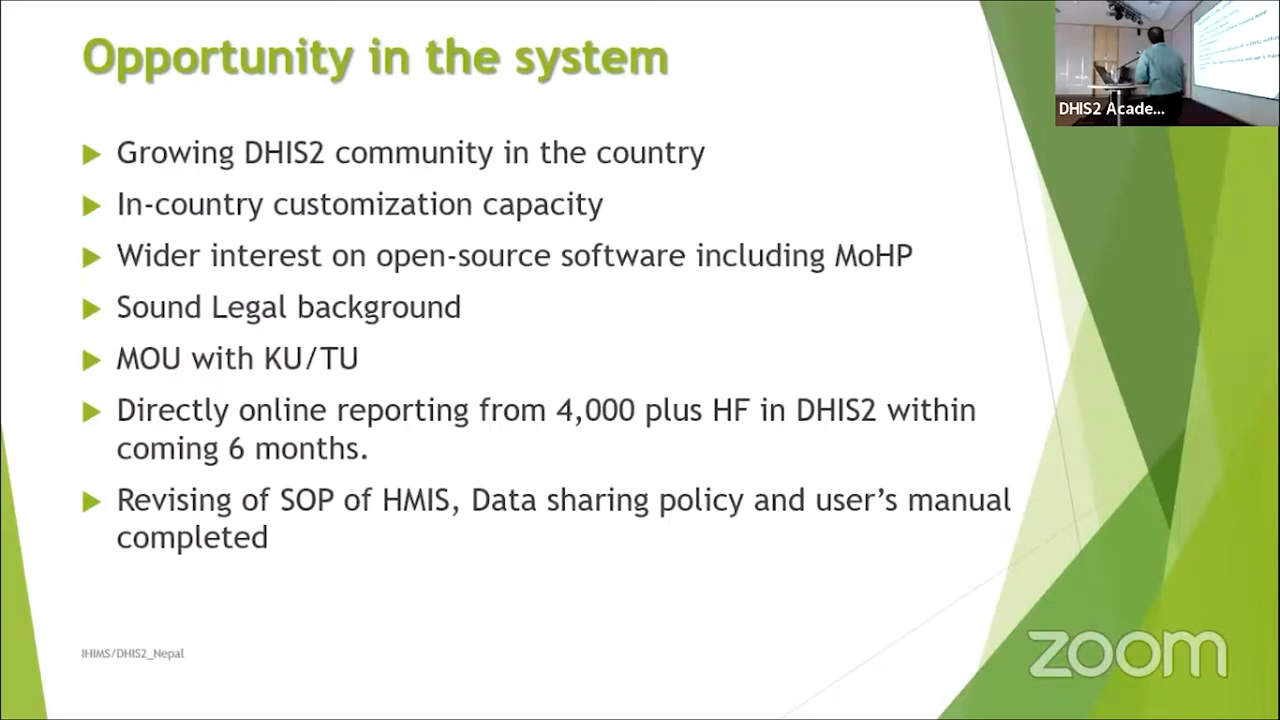 Opportunity in the system
DHIS2 Acade...
Growing DHIS2 community in the country
In-country customization capacity
Wider interest on open-source software including MoHP
Sound Legal background
MOU with KU/TU
Directly online reporting from 4,000 plus HF in DHIS2 within
coming 6 months.
Revising of SOP of HMIS, Data sharing policy and user’s manual
completed
IHIMS/DHIS2_Nepal
zoom